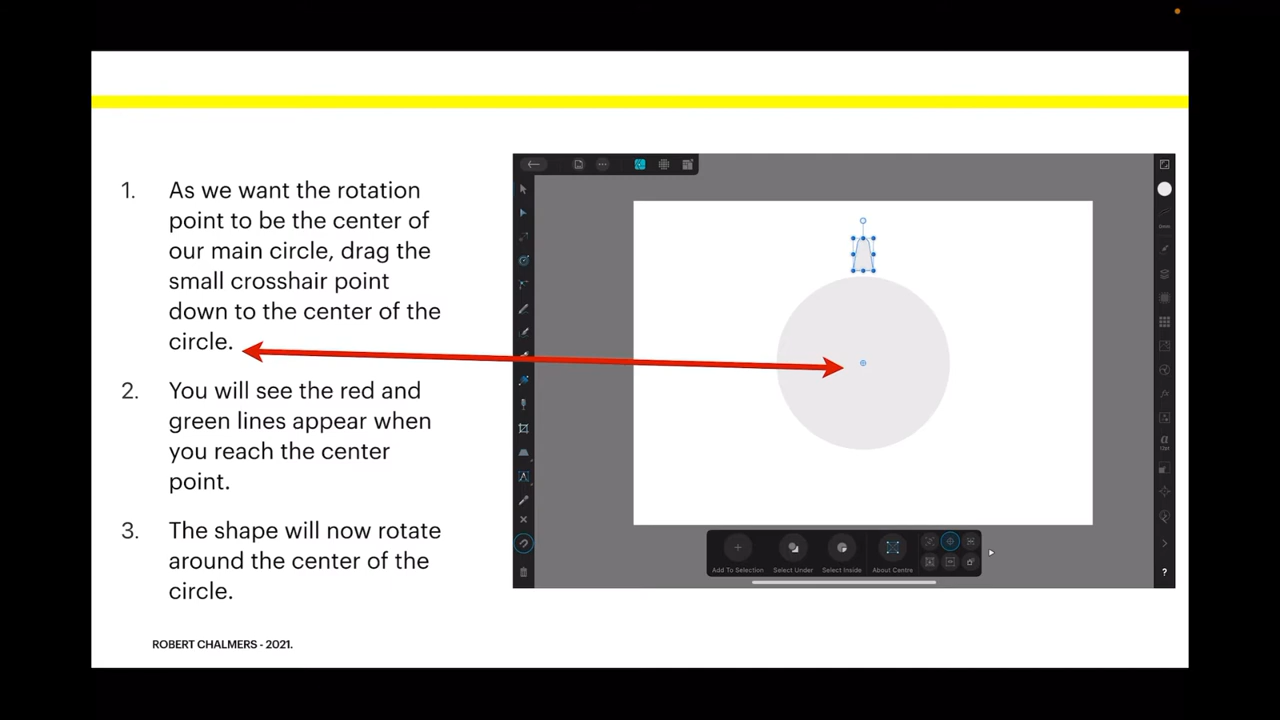 1. As we want the rotation
point to be the center of
our main circle, drag the
small crosshair point
down to the center of the
circle.
2. You will see the red and
green lines appear when
you reach the center
point.
3. The shape will now rotate
around the center of the
circle.
ROBERT CHALMERS - 2021.
0mm
a
12pt
Add To Selection
Select Under
Select Inside
About Centre
?